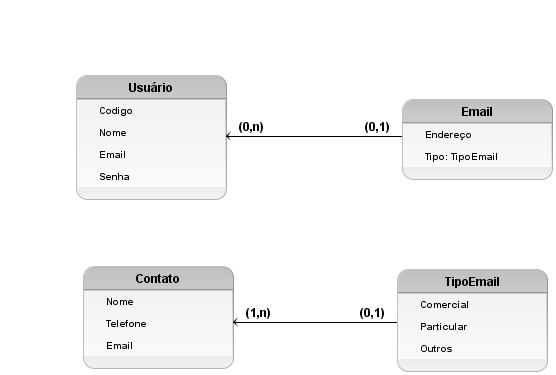 Usuário
Codigo
Nome
Email
Senha
(0,n)
(0,1)
Email
Endereço
Tipo: TipoEmail
Contato
Nome
Telefone
Email
(1,n)
(0,1)
TipoEmail
Comercial
Particular
Outros